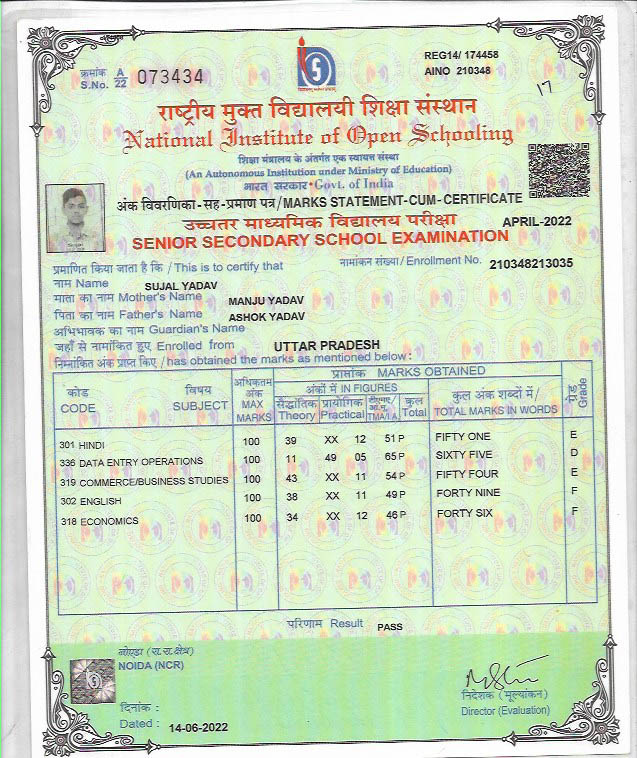 क्रमांक A 073434
S.No. 22
REG14/ 174458
AINO 210348
17
राष्ट्रीय मुक्त विद्यालयी शिक्षा संस्थान
National Institute of Open Schooling
शिक्षा मंत्रालय के अंतर्गत एक स्वायत्त संस्था
(An Autonomous Institution under Ministry of Education)
भारत सरकार • Govt. of India
अंक विवरणिका - सह - प्रमाण पत्र / MARKS STATEMENT-CUM-CERTIFICATE
उच्चतर माध्यमिक विद्यालय परीक्षा APRIL-2022
SENIOR SECONDARY SCHOOL EXAMINATION
प्रमाणित किया जाता है कि / This is to certify that नामांकन संख्या / Enrollment No. 210348213035
नाम Name SUJAL YADAV
माता का नाम Mother's Name MANJU YADAV
पिता का नाम Father's Name ASHOK YADAV
अभिभावक का नाम Guardian's Name
जहाँ से नामांकित हुए Enrolled from UTTAR PRADESH
निम्नांकित अंक प्राप्त किए / has obtained the marks as mentioned below :
कोड CODE विषय SUBJECT अधिकतम अंक MAX MARKS प्राप्तांक MARKS OBTAINED ग्रेड Grade
अंकों में IN FIGURES कुल अंक शब्दों में / TOTAL MARKS IN WORDS
सैद्धांतिक Theory प्रायोगिक Practical TMA/I.A. कुल Total
301 HINDI 100 39 XX 12 51 P FIFTY ONE E
336 DATA ENTRY OPERATIONS 100 11 49 05 65 P SIXTY FIVE D
319 COMMERCE/BUSINESS STUDIES 100 43 XX 11 54 P FIFTY FOUR E
302 ENGLISH 100 38 XX 11 49 P FORTY NINE F
318 ECONOMICS 100 34 XX 12 46 P FORTY SIX F
परिणाम Result PASS
नोएडा (रा.रा.क्षेत्र)
NOIDA (NCR)
दिनांक :
Dated : 14-06-2022
निदेशक (मूल्यांकन)
Director (Evaluation)